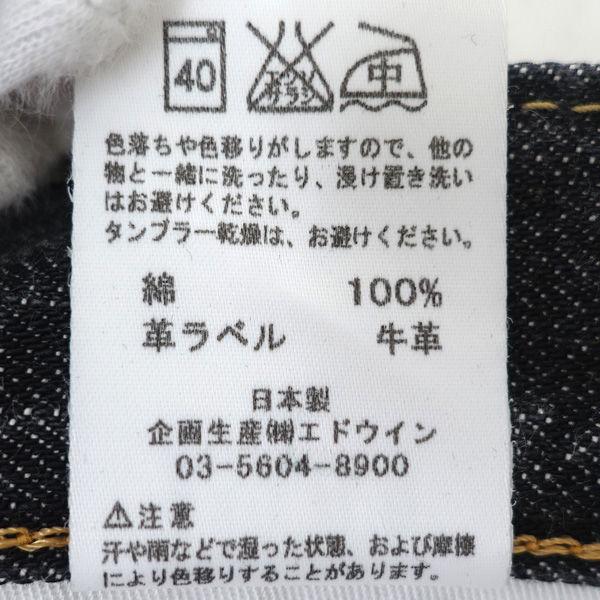 40 エンソサラシ 中
色落ちや色移りがしますので、他の
物と一緒に洗ったり、浸け置き洗い
はお避けください。
タンブラー乾燥は、お避けください。
綿 100%
革ラベル 牛革
日本製
企画生産㈱エドウイン
03-5604-8900
⚠注意
汗や雨などで湿った状態、および摩擦
により色移りすることがあります。